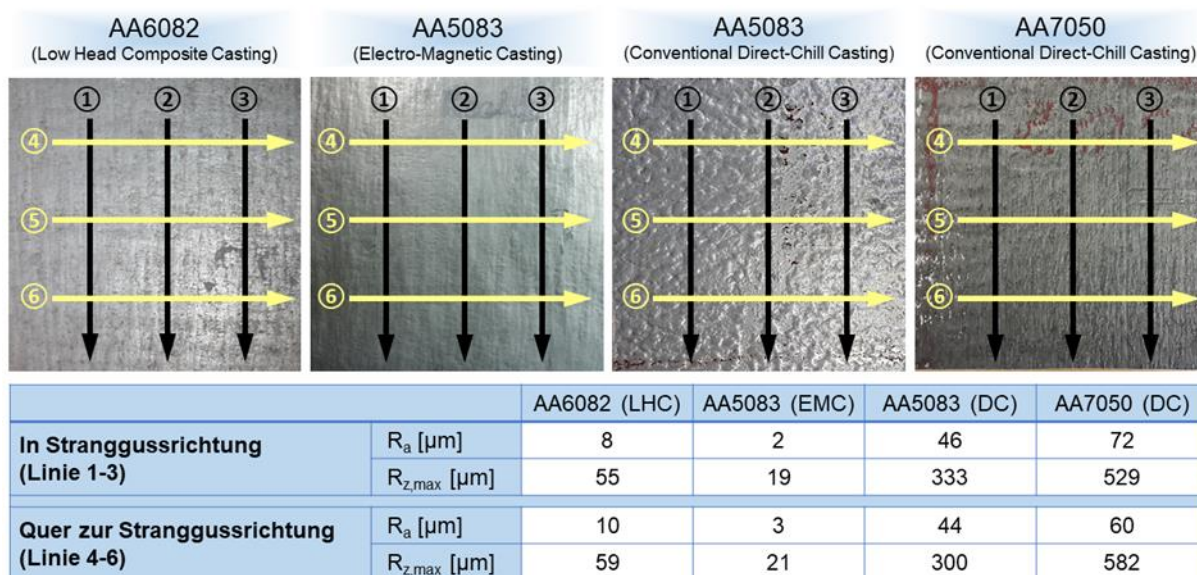 AA6082
(Low Head Composite Casting)
AA5083
(Electro-Magnetic Casting)
AA5083
(Conventional Direct-Chill Casting)
AA7050
(Conventional Direct-Chill Casting)
① ② ③
④
⑤
⑥
① ② ③
④
⑤
⑥
① ② ③
④
⑤
⑥
① ② ③
④
⑤
⑥
AA6082 (LHC) AA5083 (EMC) AA5083 (DC) AA7050 (DC)
In Stranggussrichtung
(Linie 1-3)
Ra [µm] 8 2 46 72
Rz,max [µm] 55 19 333 529
Quer zur Stranggussrichtung
(Linie 4-6)
Ra [µm] 10 3 44 60
Rz,max [µm] 59 21 300 582